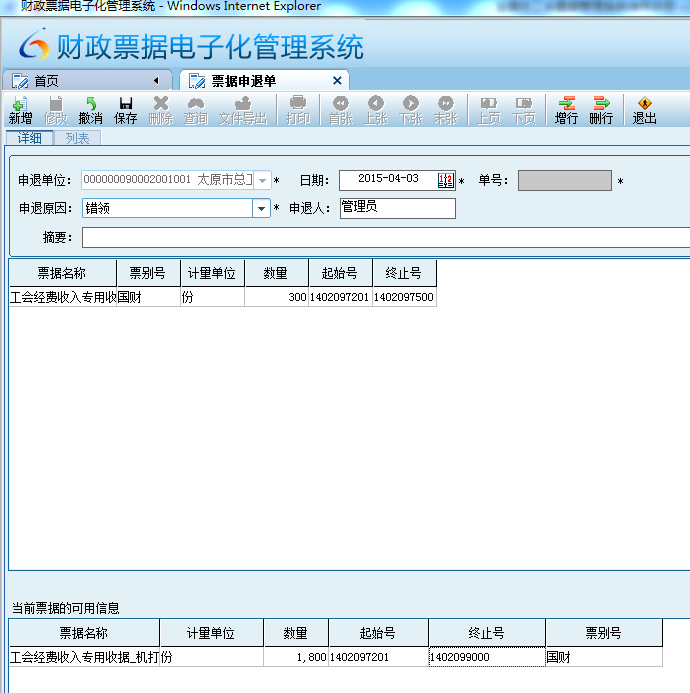 财政票据电子化管理系统 - Windows Internet Explorer
财政票据电子化管理系统
首页 票据申退单
新增 修改 撤消 保存 删除 查询 文件导出 打印 首张 上张 下张 末张 上页 下页 增行 删行 退出
详细 列表
申退单位: 000000090002001001 太原市总工 * 日期: 2015-04-03 * 单号: *
申退原因: 错领 * 申退人: 管理员
摘要:
票据名称 票别号 计量单位 数量 起始号 终止号
工会经费收入专用收 国财 份 300 1402097201 1402097500
当前票据的可用信息
票据名称 计量单位 数量 起始号 终止号 票别号
工会经费收入专用收据_机打 份 1,800 1402097201 1402099000 国财